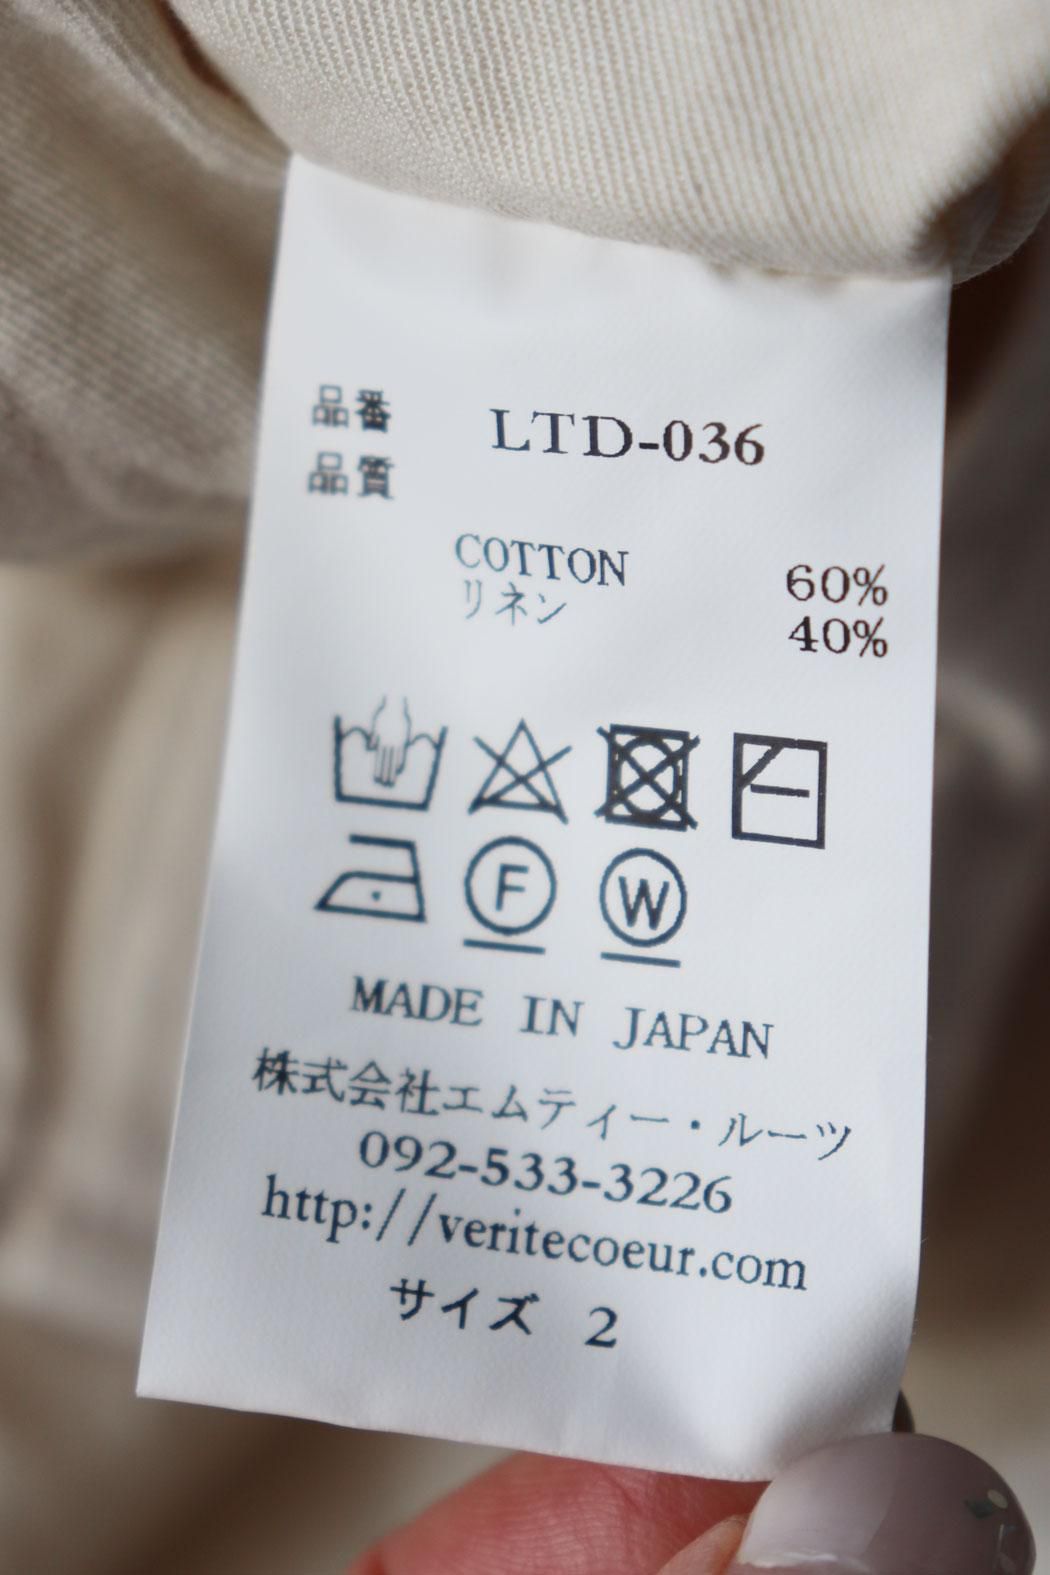 品番 LTD-036
品質
COTTON 60%
リネン 40%
F W
MADE IN JAPAN
株式会社エムティー・ルーツ
092-533-3226
http://veritecoeur.com
サイズ 2